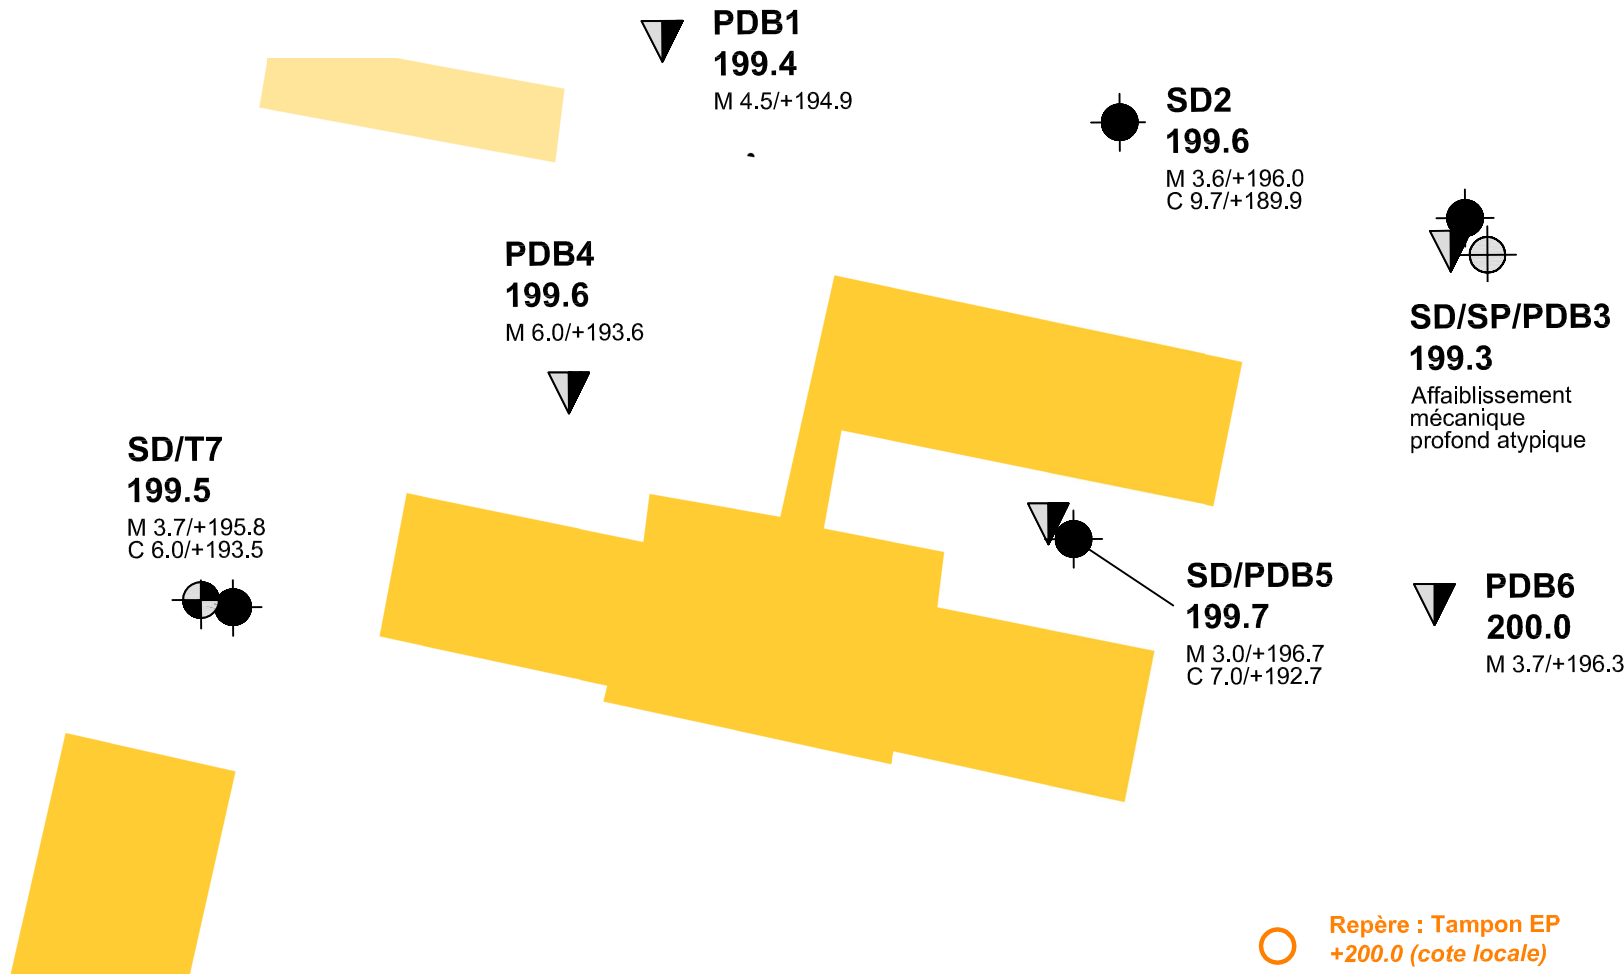 PDB1
199.4
M 4.5/+194.9
SD2
199.6
M 3.6/+196.0
C 9.7/+189.9
PDB4
199.6
M 6.0/+193.6
SD/SP/PDB3
199.3
Affaiblissement
mécanique
profond atypique
SD/T7
199.5
M 3.7/+195.8
C 6.0/+193.5
SD/PDB5
199.7
M 3.0/+196.7
C 7.0/+192.7
PDB6
200.0
M 3.7/+196.3
Repère : Tampon EP
+200.0 (cote locale)